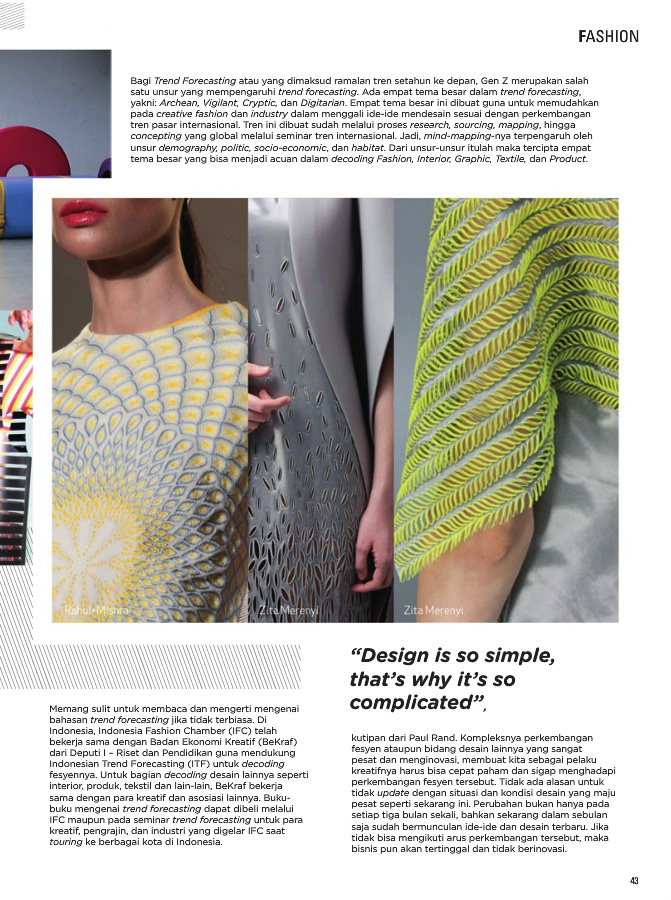 FASHION
Bagi Trend Forecasting atau yang dimaksud ramalan tren setahun ke depan, Gen Z merupakan salah
satu unsur yang mempengaruhi trend forecasting. Ada empat tema besar dalam trend forecasting,
yakni: Archean, Vigilant, Cryptic, dan Digitarian. Empat tema besar ini dibuat guna untuk memudahkan
pada creative fashion dan industry dalam menggali ide-ide mendesain sesuai dengan perkembangan
tren pasar internasional. Tren ini dibuat sudah melalui proses research, sourcing, mapping, hingga
concepting yang global melalui seminar tren internasional. Jadi, mind-mapping-nya terpengaruh oleh
unsur demography, politic, socio-economic, dan habitat. Dari unsur-unsur itulah maka tercipta empat
tema besar yang bisa menjadi acuan dalam decoding Fashion, Interior, Graphic, Textile, dan Product.
Rahul Mishra
Zita Merenyi
Zita Merenyi
Memang sulit untuk membaca dan mengerti mengenai
bahasan trend forecasting jika tidak terbiasa. Di
Indonesia, Indonesia Fashion Chamber (IFC) telah
bekerja sama dengan Badan Ekonomi Kreatif (BeKraf)
dari Deputi I – Riset dan Pendidikan guna mendukung
Indonesian Trend Forecasting (ITF) untuk decoding
fesyennya. Untuk bagian decoding desain lainnya seperti
interior, produk, tekstil dan lain-lain, BeKraf bekerja
sama dengan para kreatif dan asosiasi lainnya. Buku-
buku mengenai trend forecasting dapat dibeli melalui
IFC maupun pada seminar trend forecasting untuk para
kreatif, pengrajin, dan industri yang digelar IFC saat
touring ke berbagai kota di Indonesia.
“Design is so simple,
that’s why it’s so
complicated”,
kutipan dari Paul Rand. Kompleksnya perkembangan
fesyen ataupun bidang desain lainnya yang sangat
pesat dan menginovasi, membuat kita sebagai pelaku
kreatifnya harus bisa cepat paham dan sigap menghadapi
perkembangan fesyen tersebut. Tidak ada alasan untuk
tidak update dengan situasi dan kondisi desain yang maju
pesat seperti sekarang ini. Perubahan bukan hanya pada
setiap tiga bulan sekali, bahkan sekarang dalam sebulan
saja sudah bermunculan ide-ide dan desain terbaru. Jika
tidak bisa mengikuti arus perkembangan tersebut, maka
bisnis pun akan tertinggal dan tidak berinovasi.
43